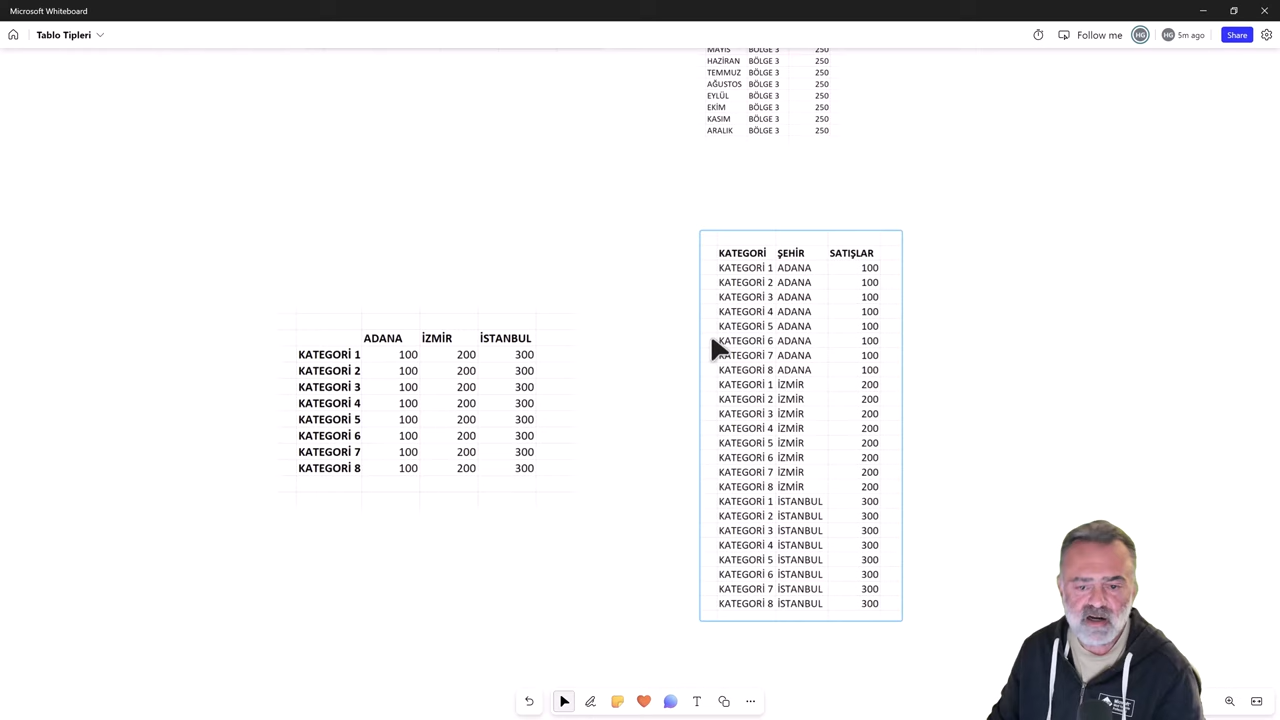 Microsoft Whiteboard
Tablo Tipleri
Follow me HG HG 5m ago Share
MAYIS BÖLGE 3 250
HAZİRAN BÖLGE 3 250
TEMMUZ BÖLGE 3 250
AĞUSTOS BÖLGE 3 250
EYLÜL BÖLGE 3 250
EKİM BÖLGE 3 250
KASIM BÖLGE 3 250
ARALIK BÖLGE 3 250
ADANA İZMİR İSTANBUL
KATEGORİ 1 100 200 300
KATEGORİ 2 100 200 300
KATEGORİ 3 100 200 300
KATEGORİ 4 100 200 300
KATEGORİ 5 100 200 300
KATEGORİ 6 100 200 300
KATEGORİ 7 100 200 300
KATEGORİ 8 100 200 300
KATEGORİ ŞEHİR SATIŞLAR
KATEGORİ 1 ADANA 100
KATEGORİ 2 ADANA 100
KATEGORİ 3 ADANA 100
KATEGORİ 4 ADANA 100
KATEGORİ 5 ADANA 100
KATEGORİ 6 ADANA 100
KATEGORİ 7 ADANA 100
KATEGORİ 8 ADANA 100
KATEGORİ 1 İZMİR 200
KATEGORİ 2 İZMİR 200
KATEGORİ 3 İZMİR 200
KATEGORİ 4 İZMİR 200
KATEGORİ 5 İZMİR 200
KATEGORİ 6 İZMİR 200
KATEGORİ 7 İZMİR 200
KATEGORİ 8 İZMİR 200
KATEGORİ 1 İSTANBUL 300
KATEGORİ 2 İSTANBUL 300
KATEGORİ 3 İSTANBUL 300
KATEGORİ 4 İSTANBUL 300
KATEGORİ 5 İSTANBUL 300
KATEGORİ 6 İSTANBUL 300
KATEGORİ 7 İSTANBUL 300
KATEGORİ 8 İSTANBUL 300